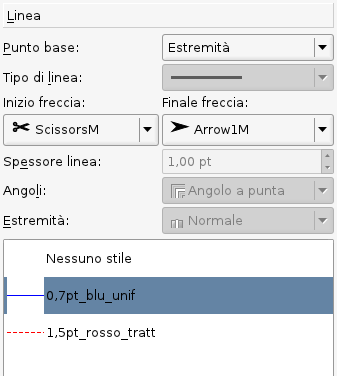 Linea
Punto base: Estremità
Tipo di linea:
Inizio freccia: Finale freccia:
ScissorsM Arrow1M
Spessore linea: 1,00 pt
Angoli: Angolo a punta
Estremità: Normale
Nessuno stile
0,7pt_blu_unif
1,5pt_rosso_tratt